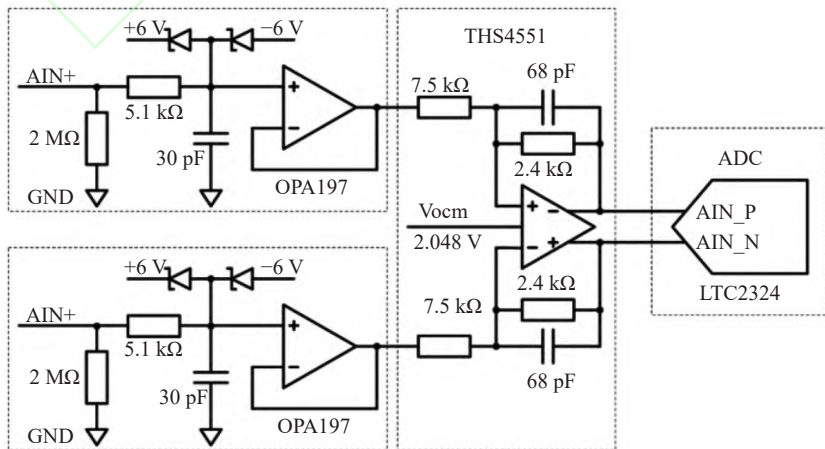 +6 V
−6 V
AIN+
5.1 kΩ
2 MΩ
30 pF
GND
OPA197
+6 V
−6 V
AIN+
5.1 kΩ
2 MΩ
30 pF
GND
OPA197
THS4551
7.5 kΩ
68 pF
2.4 kΩ
Vocm
2.048 V
7.5 kΩ
2.4 kΩ
68 pF
ADC
AIN_P
AIN_N
LTC2324